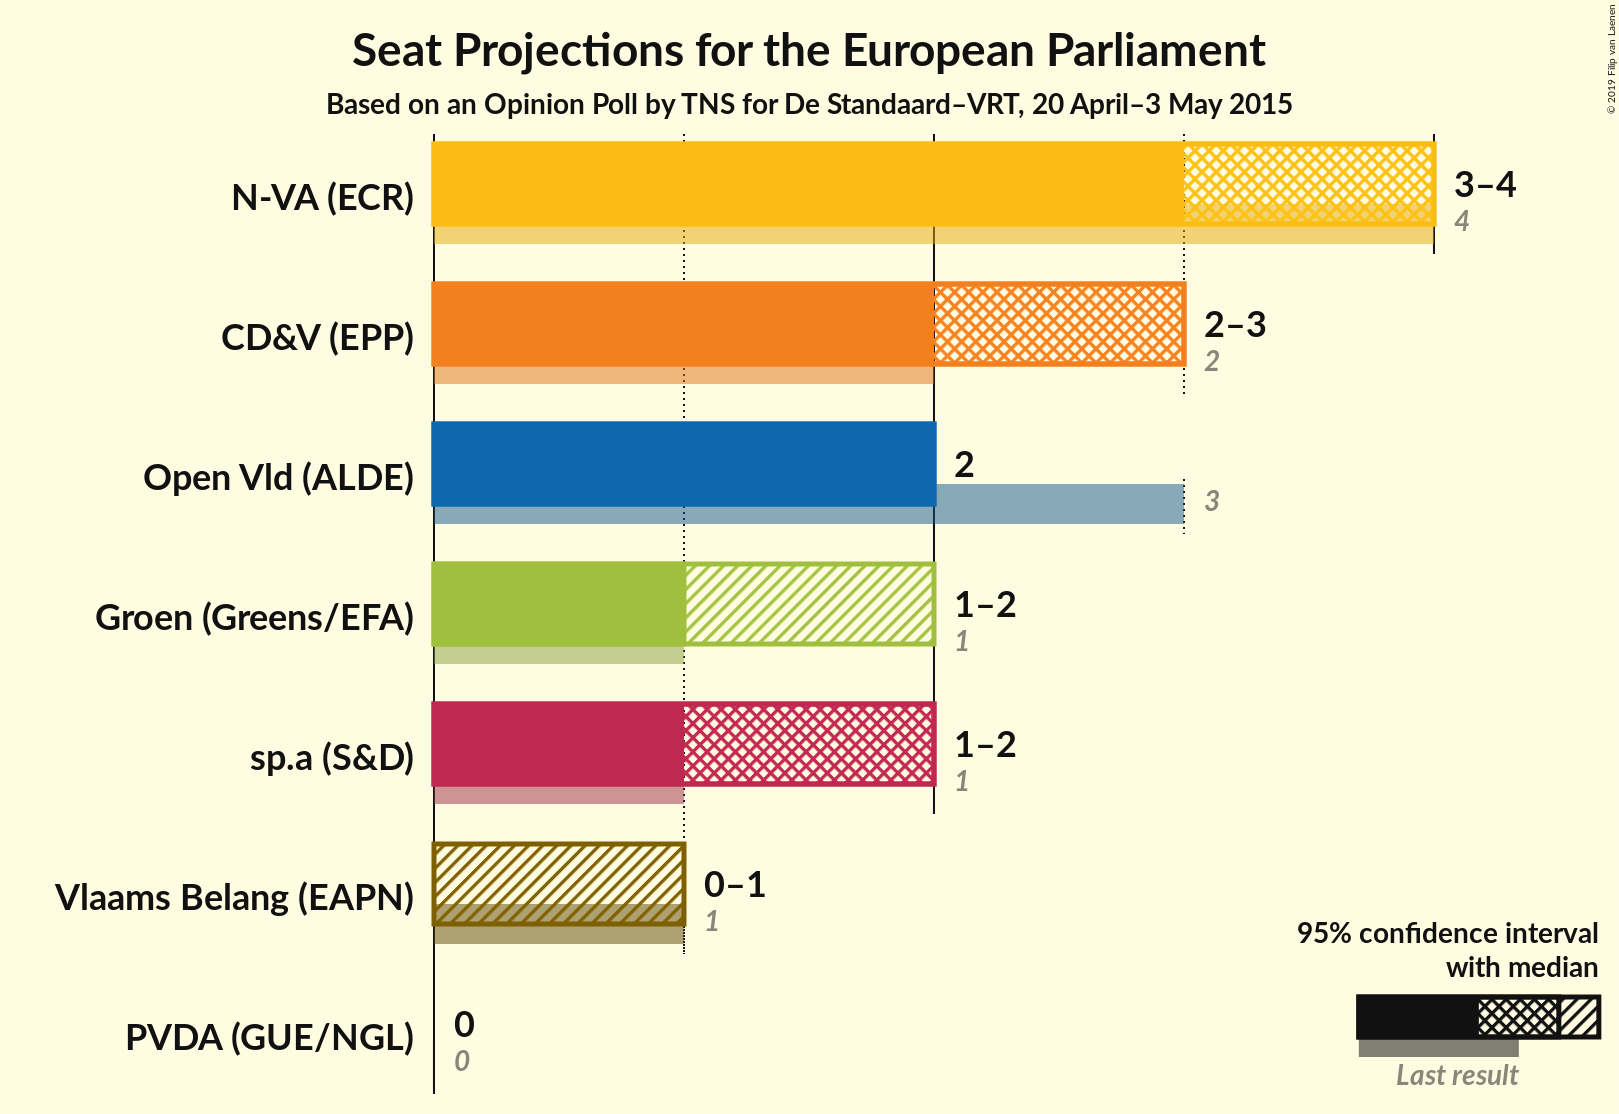 Seat Projections for the European Parliament
Based on an Opinion Poll by TNS for De Standaard–VRT, 20 April–3 May 2015
© 2019 Filip van Laenen
N-VA (ECR)
3–4
4
CD&V (EPP)
2–3
2
Open Vld (ALDE)
2
3
Groen (Greens/EFA)
1–2
1
sp.a (S&D)
1–2
1
Vlaams Belang (EAPN)
0–1
1
PVDA (GUE/NGL)
0
0
95% confidence interval
with median
Last result